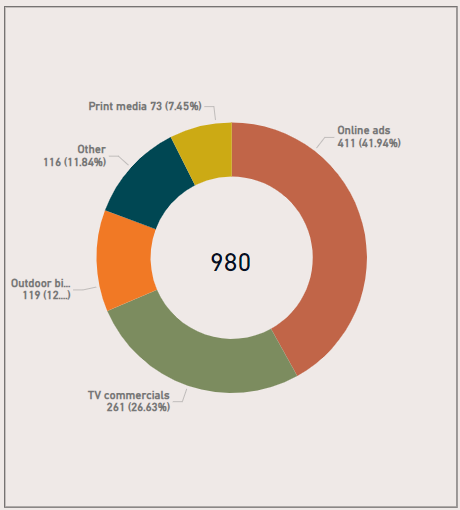 Print media 73 (7.45%)
Online ads
411 (41.94%)
Other
116 (11.84%)
980
Outdoor bi...
119 (12....)
TV commercials
261 (26.63%)